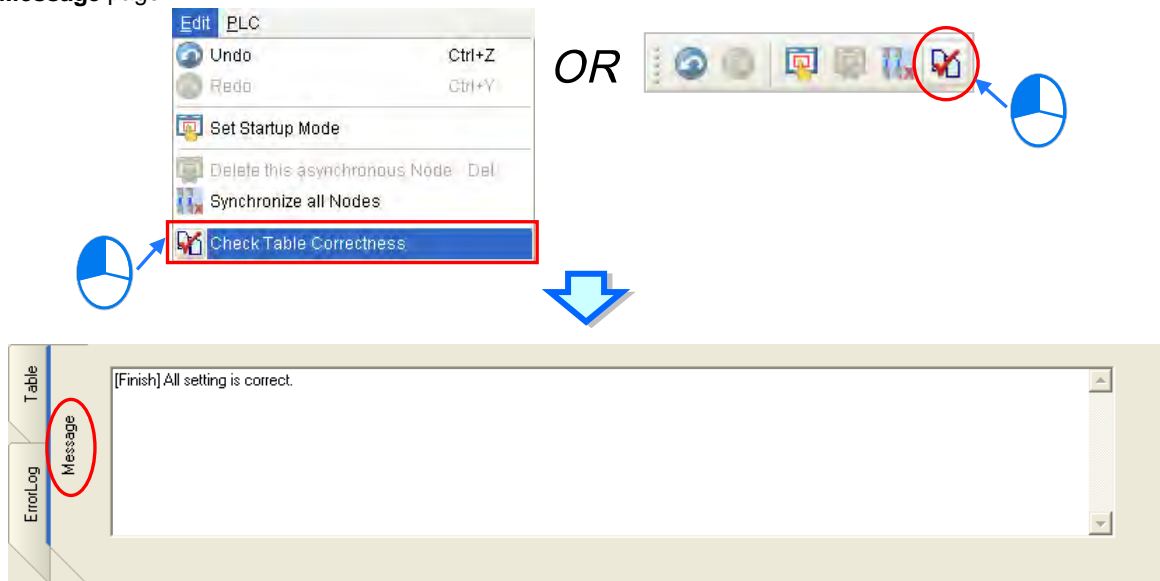 Message page
Edit PLC
Undo Ctrl+Z
Redo Ctrl+Y
Set Startup Mode
Delete this asynchronous Node Del
Synchronize all Nodes
Check Table Correctness
OR
Table
Message
ErrorLog
[Finish] All setting is correct.